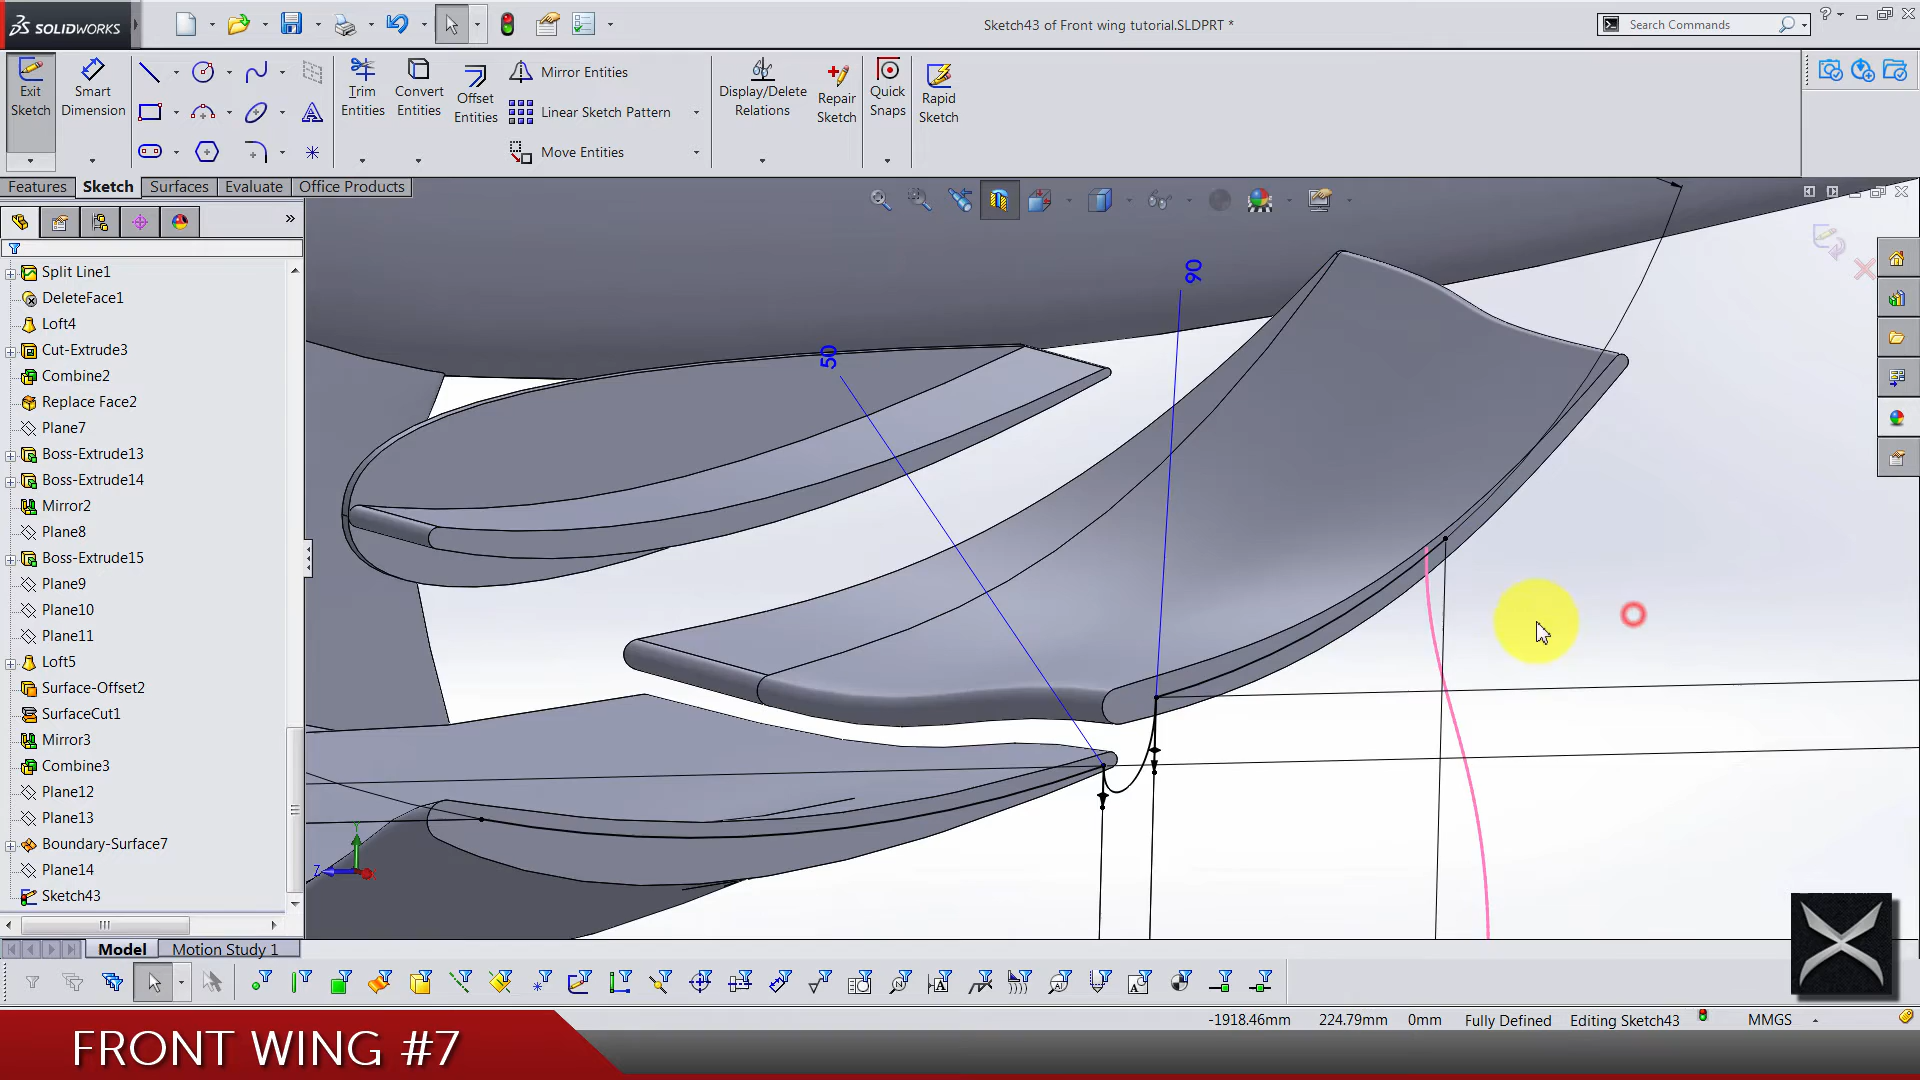 SOLIDWORKS
Sketch43 of Front wing tutorial.SLDPRT *
Search Commands
?
Exit Sketch
Smart Dimension
Trim Entities
Convert Entities
Offset Entities
Mirror Entities
Linear Sketch Pattern
Move Entities
Display/Delete Relations
Repair Sketch
Quick Snaps
Rapid Sketch
Features
Sketch
Surfaces
Evaluate
Office Products
Split Line1
DeleteFace1
Loft4
Cut-Extrude3
Combine2
Replace Face2
Plane7
Boss-Extrude13
Boss-Extrude14
Mirror2
Plane8
Boss-Extrude15
Plane9
Plane10
Plane11
Loft5
Surface-Offset2
SurfaceCut1
Mirror3
Combine3
Plane12
Plane13
Boundary-Surface7
Plane14
Sketch43
50
90
Y
Z
Model
Motion Study 1
-1918.46mm
224.79mm
0mm
Fully Defined
Editing Sketch43
MMGS
FRONT WING #7